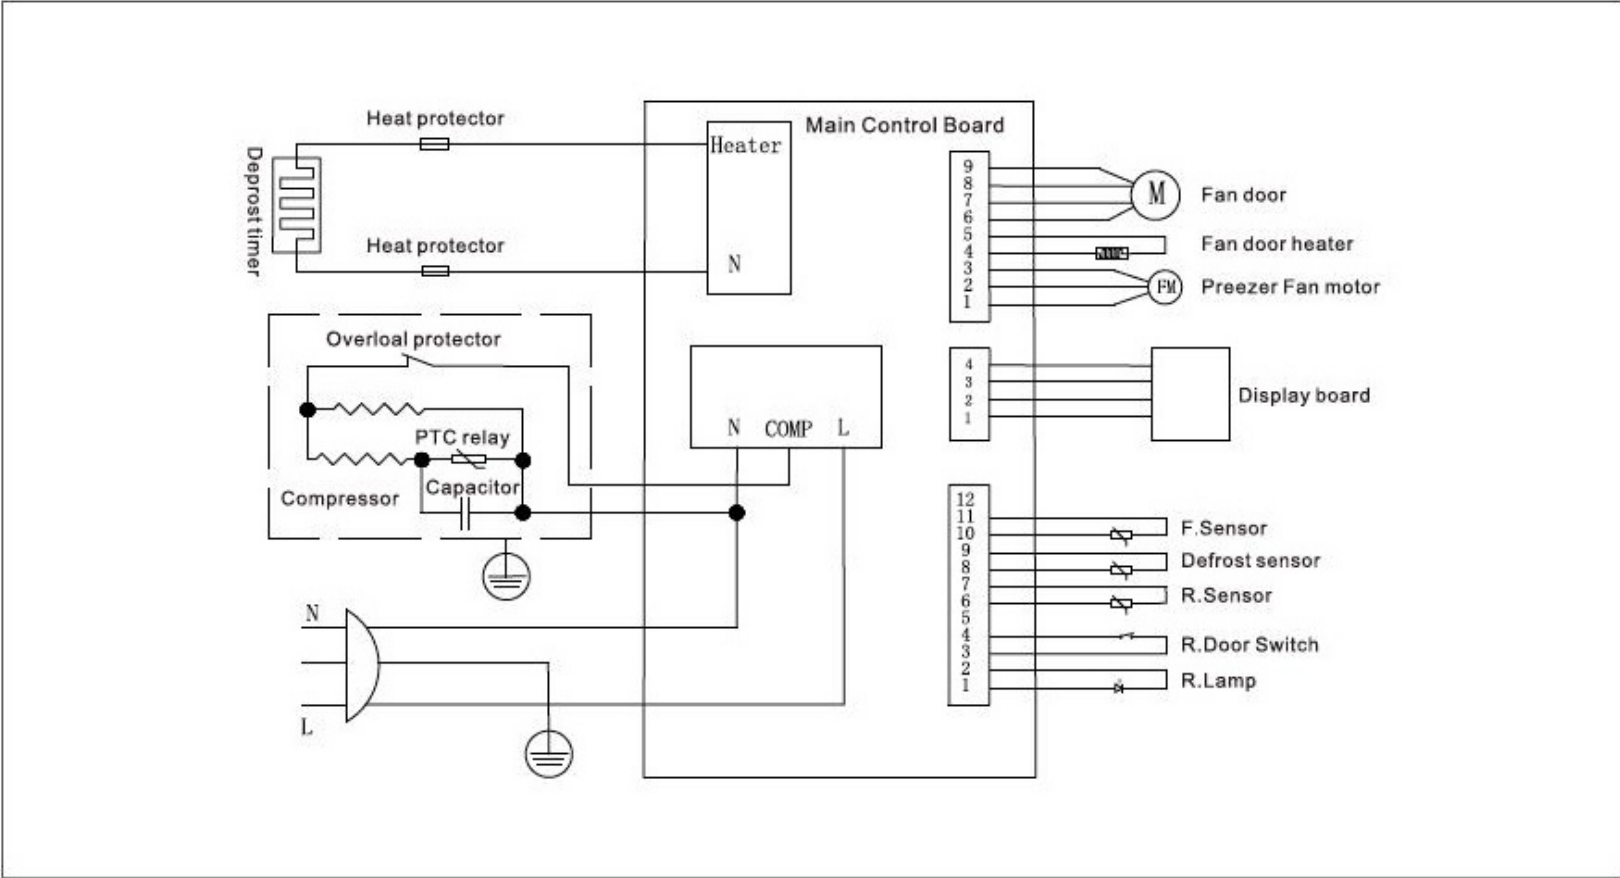 Heat protector
Main Control Board
Heater
Deprost timer
Heat protector
N
9
8
7
6
5
4
3
2
1
M
Fan door
Fan door heater
FM
Preezer Fan motor
Overloal protector
PTC relay
Capacitor
Compressor
N COMP L
4
3
2
1
Display board
12
11
10
9
8
7
6
5
4
3
2
1
F.Sensor
Defrost sensor
R.Sensor
R.Door Switch
R.Lamp
N
L